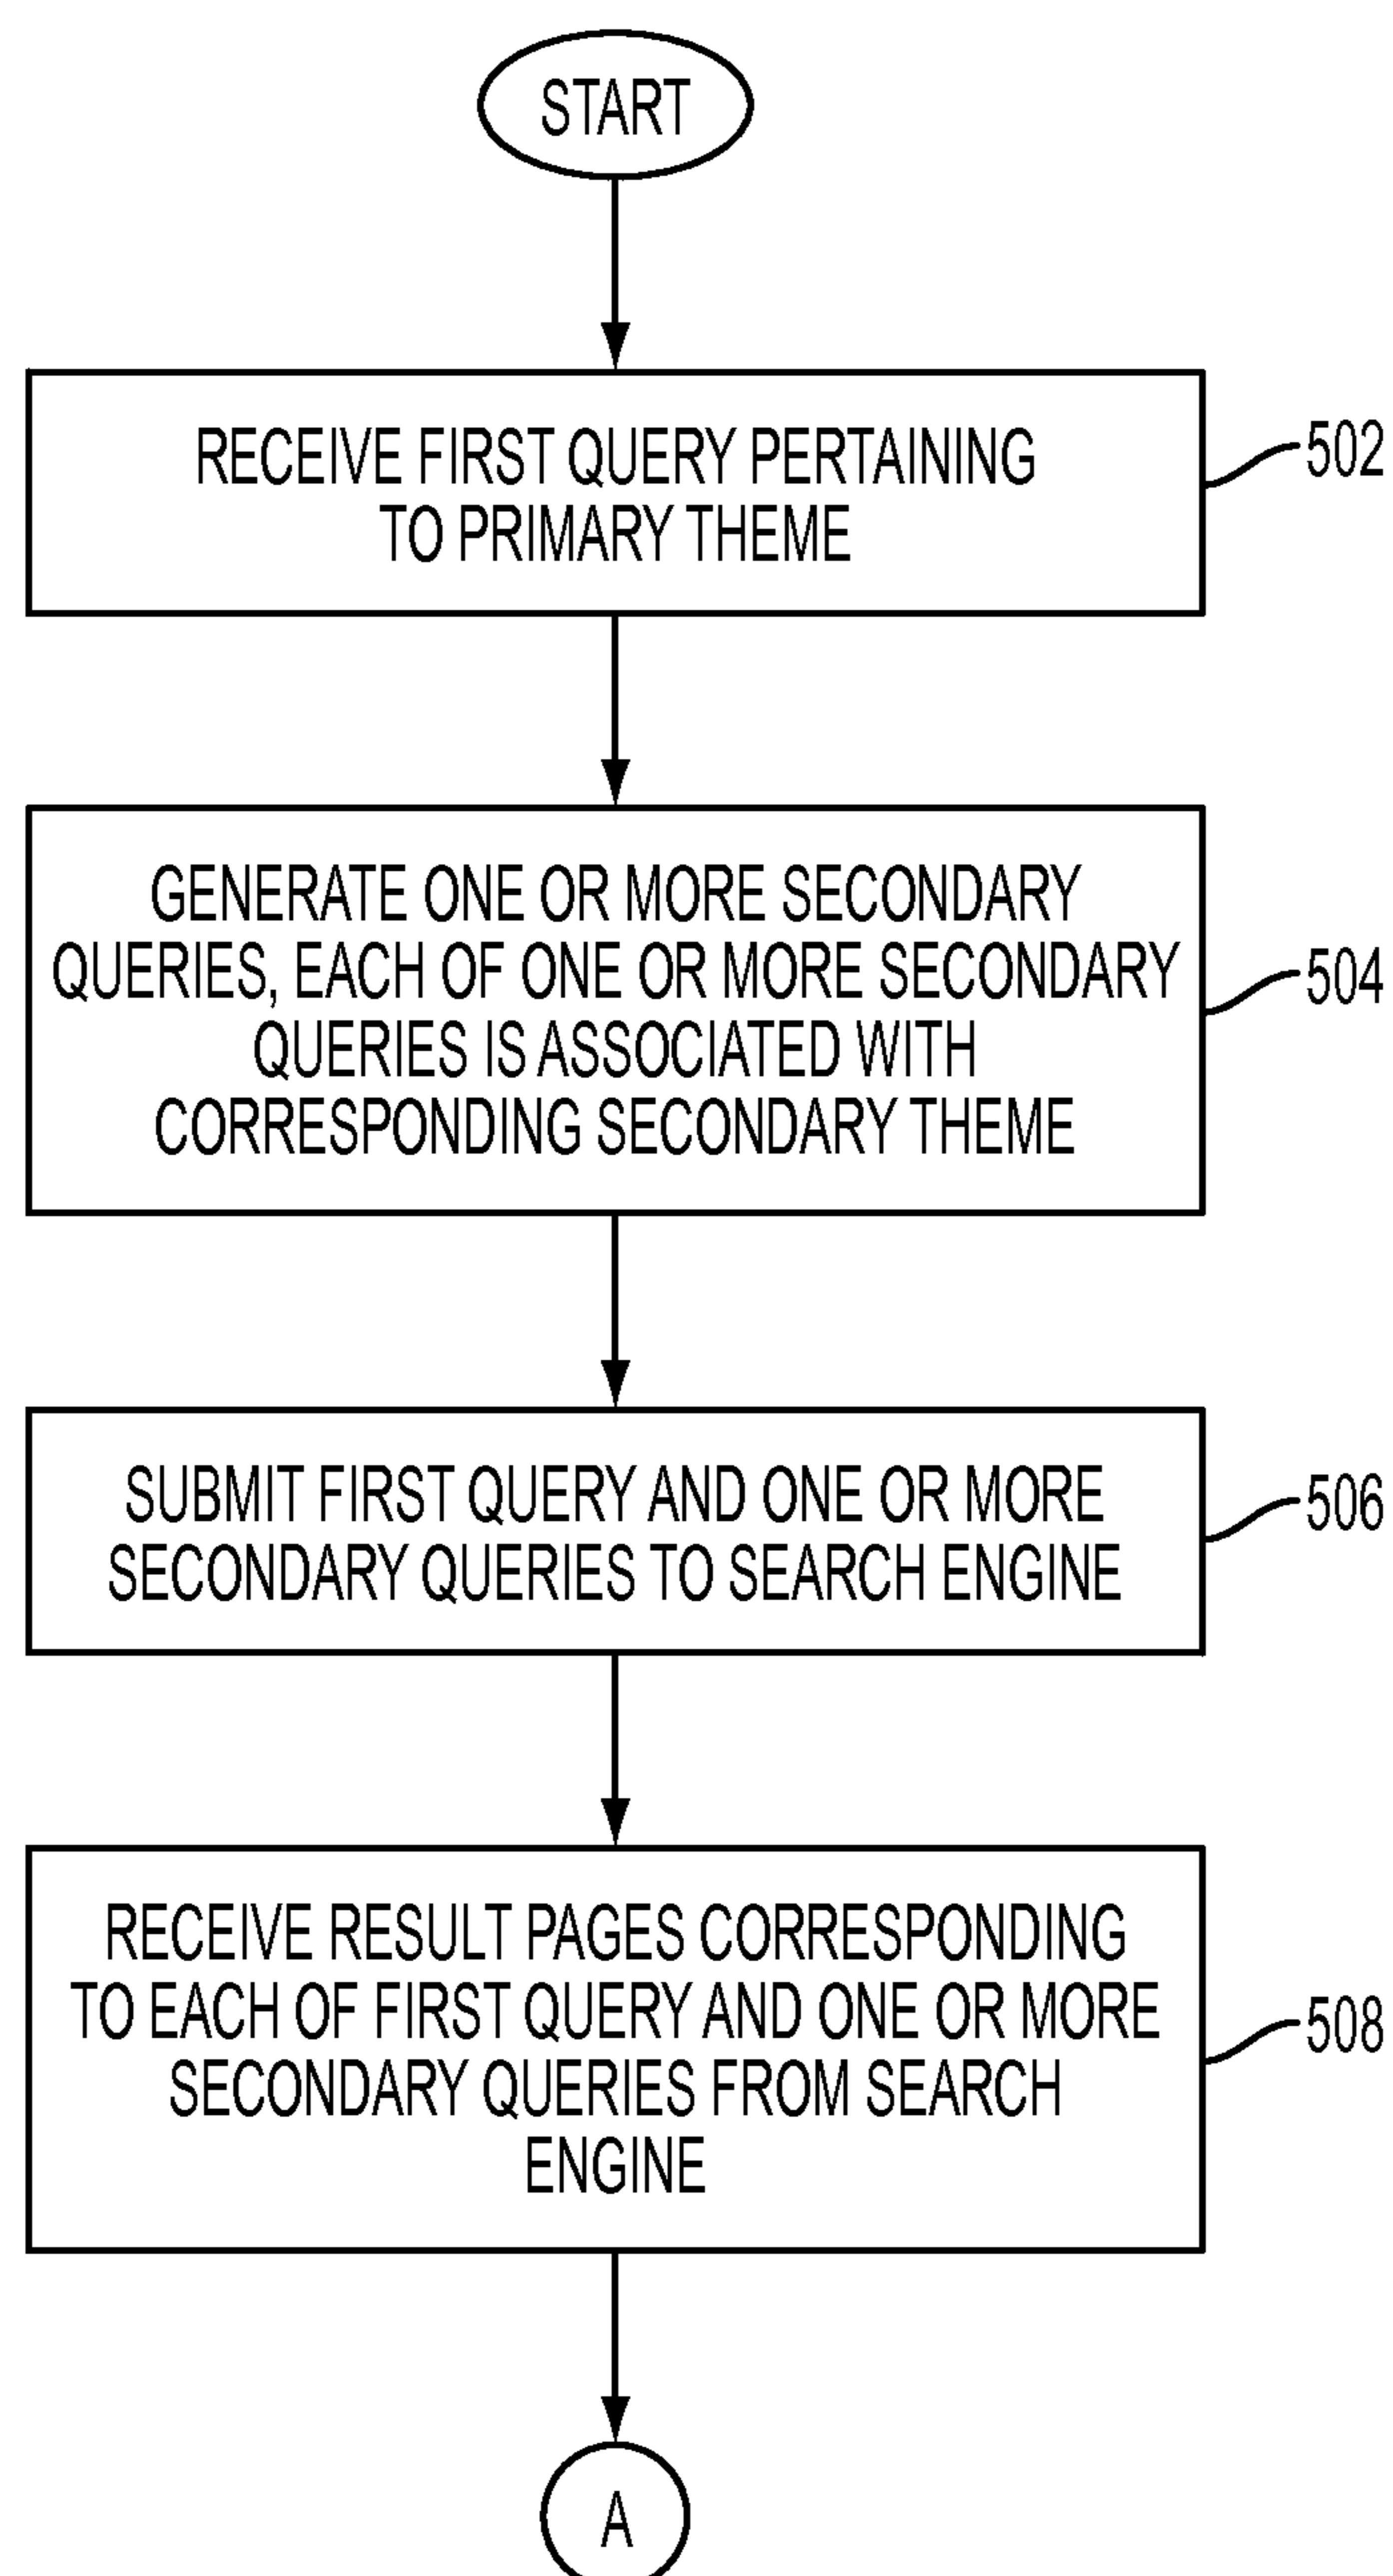 START
RECEIVE FIRST QUERY PERTAINING
TO PRIMARY THEME
502
GENERATE ONE OR MORE SECONDARY
QUERIES, EACH OF ONE OR MORE SECONDARY
QUERIES IS ASSOCIATED WITH
CORRESPONDING SECONDARY THEME
504
SUBMIT FIRST QUERY AND ONE OR MORE
SECONDARY QUERIES TO SEARCH ENGINE
506
RECEIVE RESULT PAGES CORRESPONDING
TO EACH OF FIRST QUERY AND ONE OR MORE
SECONDARY QUERIES FROM SEARCH
ENGINE
508
A